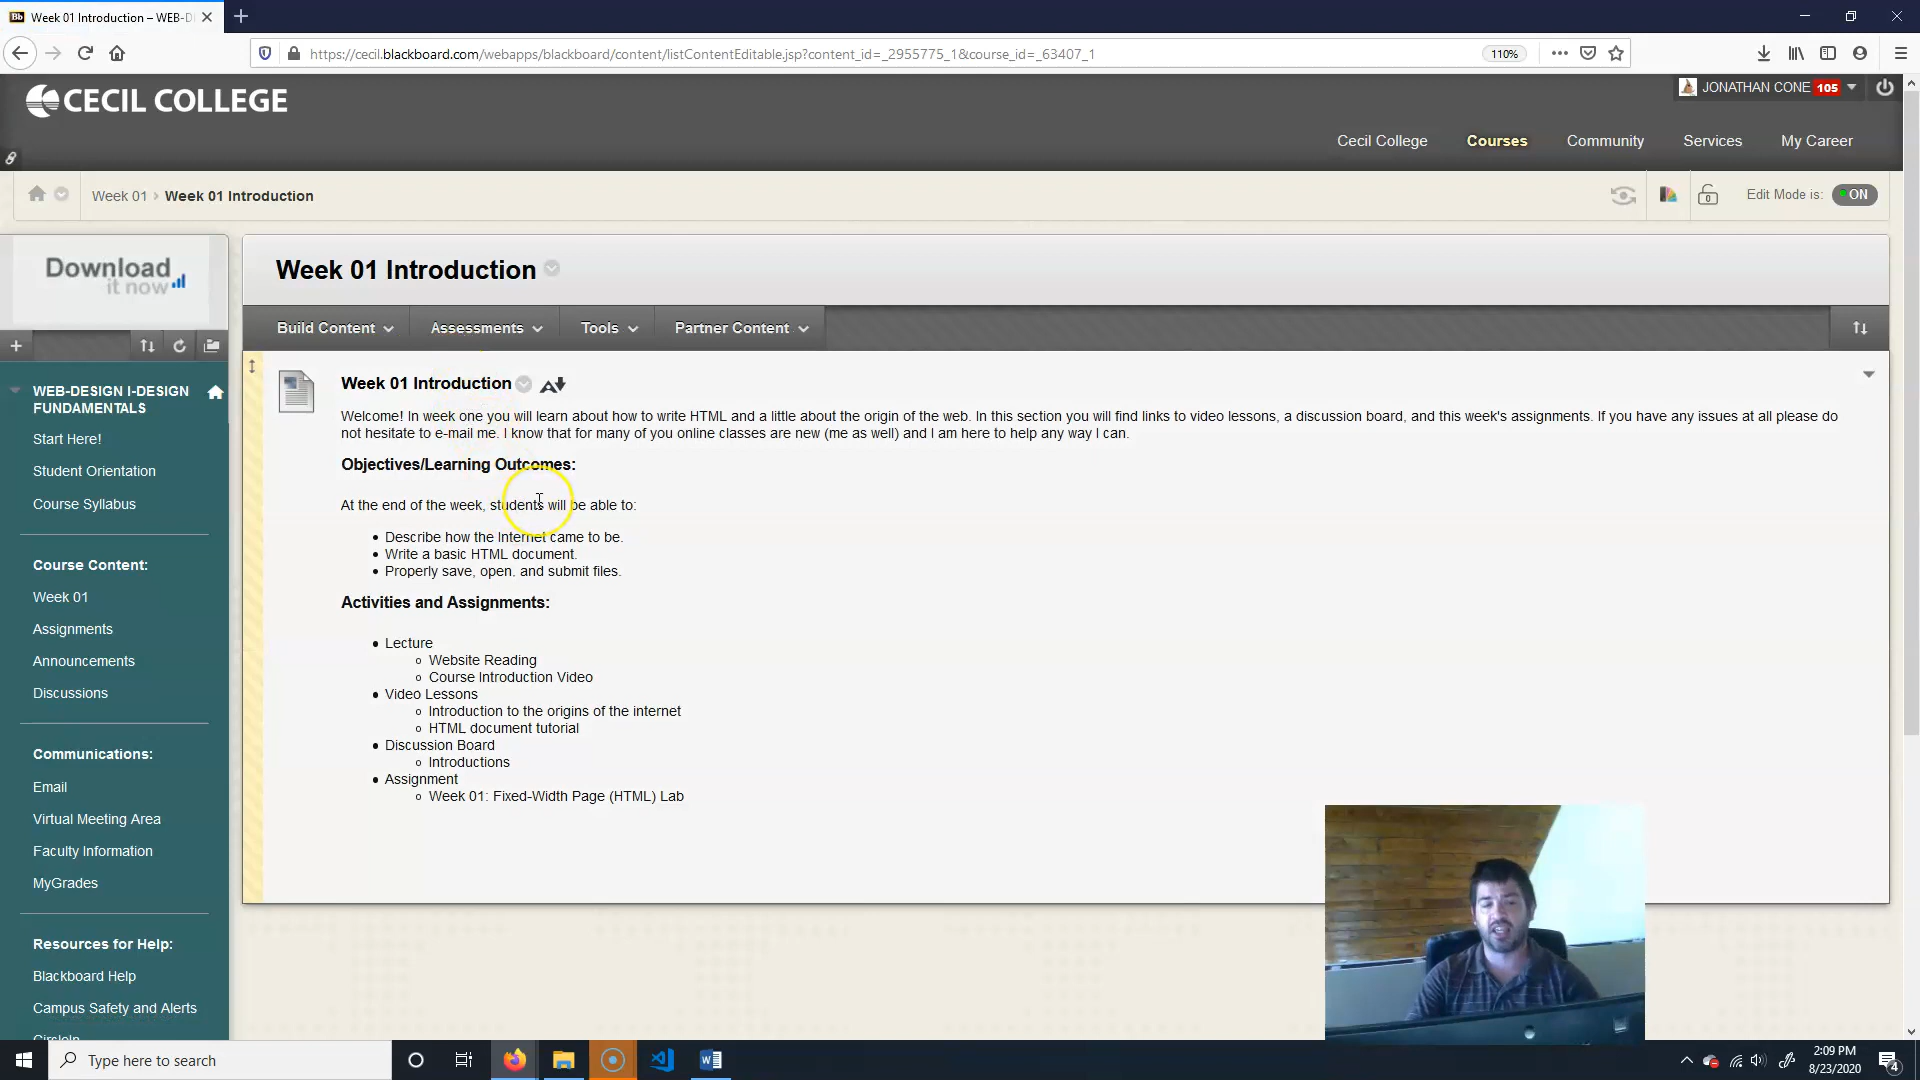 Week 01 Introduction – WEB-D
https://cecil.blackboard.com/webapps/blackboard/content/listContentEditable.jsp?content_id=_2955775_1&course_id=_63407_1
110%
CECIL COLLEGE
JONATHAN CONE 105
Cecil College Courses Community Services My Career
Week 01 Week 01 Introduction
Edit Mode is: ON
Download
it now
Week 01 Introduction
Build Content Assessments Tools Partner Content
WEB-DESIGN I-DESIGN
FUNDAMENTALS
Start Here!
Student Orientation
Course Syllabus
Course Content:
Week 01
Assignments
Announcements
Discussions
Communications:
Email
Virtual Meeting Area
Faculty Information
MyGrades
Resources for Help:
Blackboard Help
Campus Safety and Alerts
CircleIn
Week 01 Introduction
Welcome! In week one you will learn about how to write HTML and a little about the origin of the web. In this section you will find links to video lessons, a discussion board, and this week's assignments. If you have any issues at all please do
not hesitate to e-mail me. I know that for many of you online classes are new (me as well) and I am here to help any way I can.
Objectives/Learning Outcomes:
At the end of the week, students will be able to:
• Describe how the Internet came to be.
• Write a basic HTML document.
• Properly save, open, and submit files.
Activities and Assignments:
• Lecture
o Website Reading
o Course Introduction Video
• Video Lessons
o Introduction to the origins of the internet
o HTML document tutorial
• Discussion Board
o Introductions
• Assignment
o Week 01: Fixed-Width Page (HTML) Lab
Type here to search
2:09 PM
8/23/2020
4